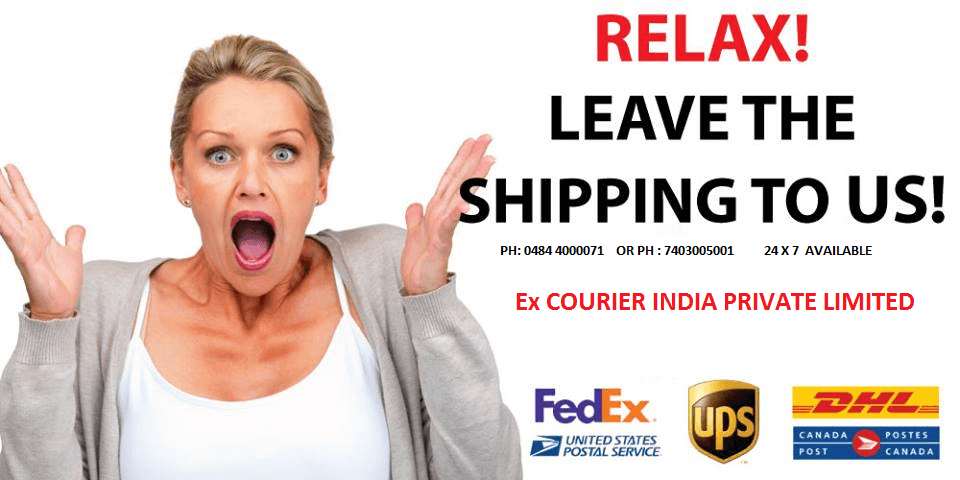 RELAX!
LEAVE THE
SHIPPING TO US!
PH: 0484 4000071 OR PH : 7403005001 24 X 7 AVAILABLE
Ex COURIER INDIA PRIVATE LIMITED
FedEx.
UNITED STATES
POSTAL SERVICE
ups
DHL
CANADA POSTES
POST CANADA